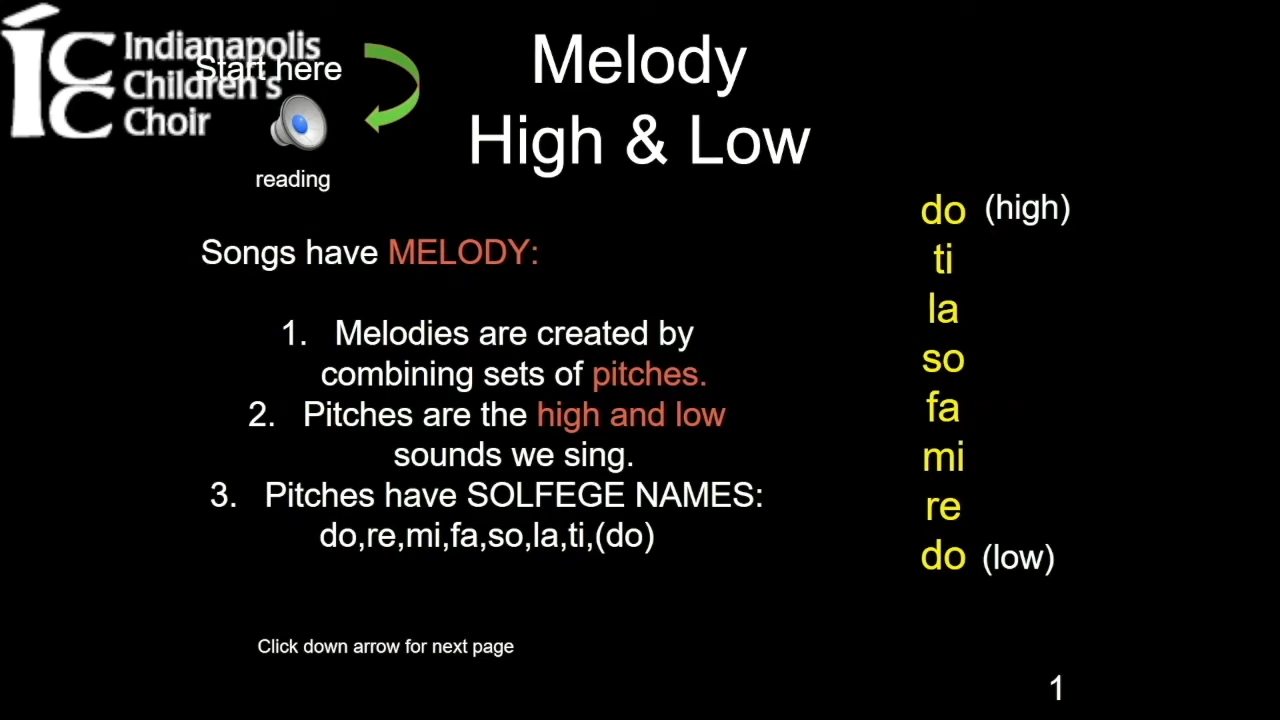 Indianapolis
Children's
Choir
Start here
reading
Melody
High & Low
Songs have MELODY:
1. Melodies are created by
combining sets of pitches.
2. Pitches are the high and low
sounds we sing.
3. Pitches have SOLFEGE NAMES:
do,re,mi,fa,so,la,ti,(do)
do (high)
ti
la
so
fa
mi
re
do (low)
Click down arrow for next page
1